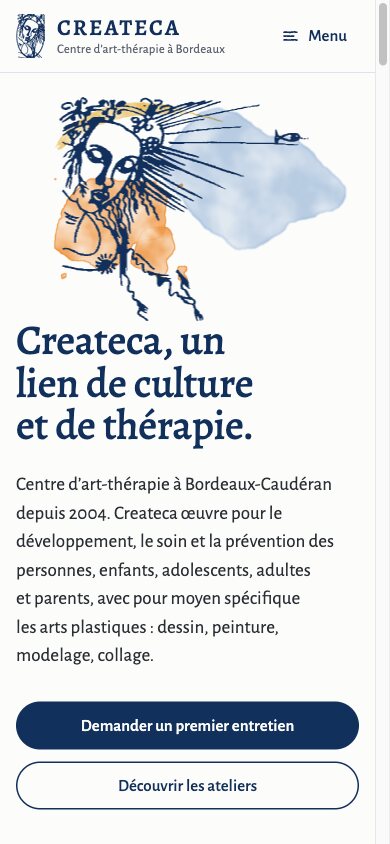 CREATECA
Centre d'art-thérapie à Bordeaux
Menu
Createca, un
lien de culture
et de thérapie.
Centre d’art-thérapie à Bordeaux-Caudéran
depuis 2004. Createca œuvre pour le
développement, le soin et la prévention des
personnes, enfants, adolescents, adultes
et parents, avec pour moyen spécifique
les arts plastiques : dessin, peinture,
modelage, collage.
Demander un premier entretien
Découvrir les ateliers